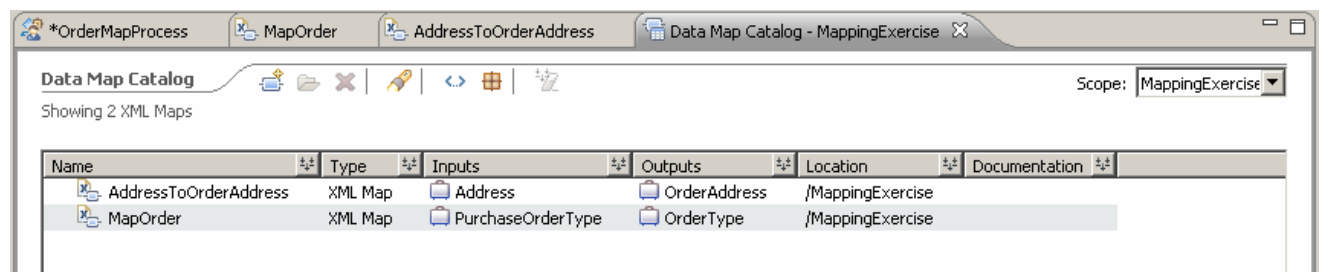 *OrderMapProcess MapOrder AddressToOrderAddress Data Map Catalog - MappingExercise
Data Map Catalog Scope: MappingExercise
Showing 2 XML Maps
Name Type Inputs Outputs Location Documentation
AddressToOrderAddress XML Map Address OrderAddress /MappingExercise
MapOrder XML Map PurchaseOrderType OrderType /MappingExercise